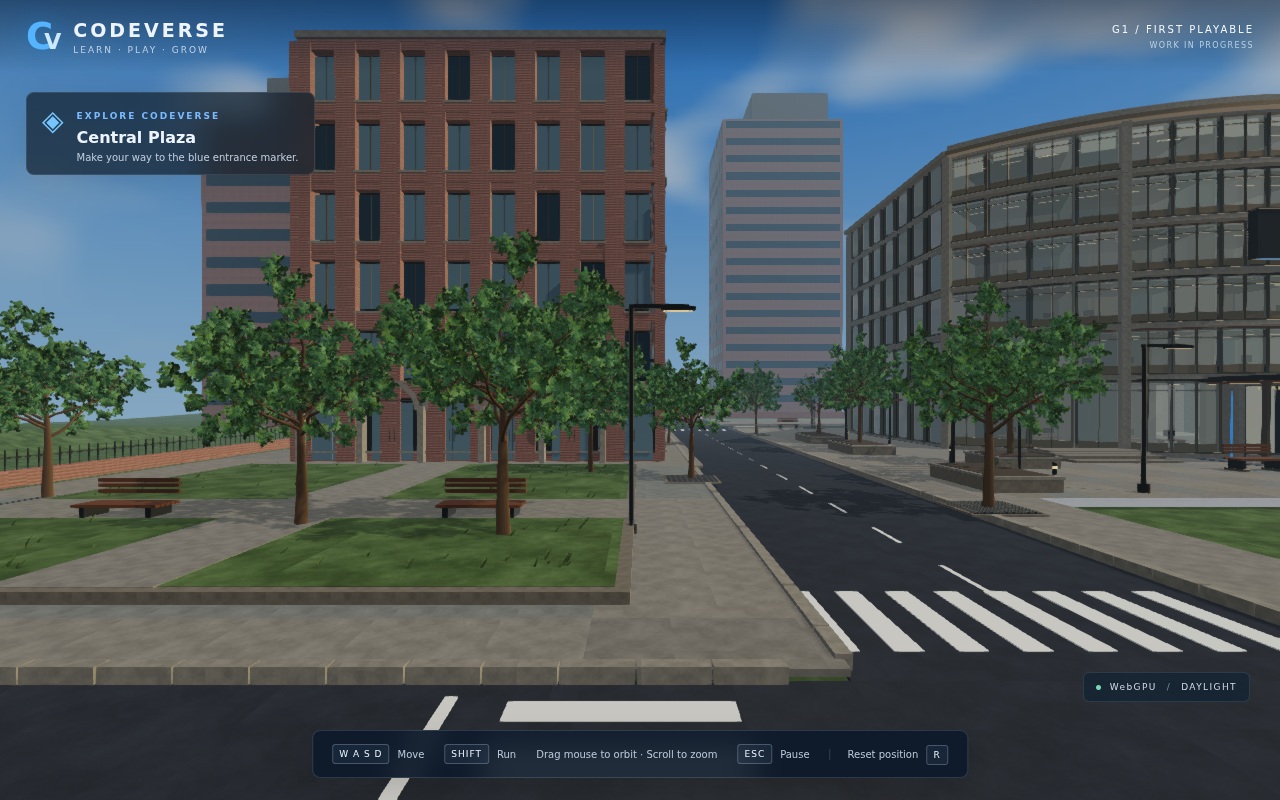 CV CODEVERSE
LEARN · PLAY · GROW
G1 / FIRST PLAYABLE
WORK IN PROGRESS
EXPLORE CODEVERSE
Central Plaza
Make your way to the blue entrance marker.
WebGPU / DAYLIGHT
W A S D Move SHIFT Run Drag mouse to orbit · Scroll to zoom ESC Pause | Reset position R